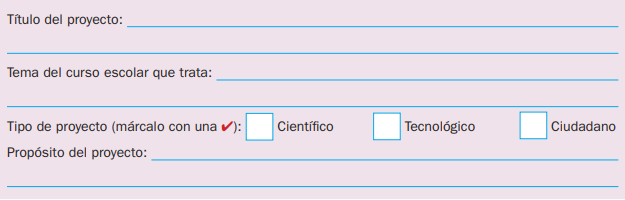 Título del proyecto:
Tema del curso escolar que trata:
Tipo de proyecto (márcalo con una ✔): Científico Tecnológico Ciudadano
Propósito del proyecto: